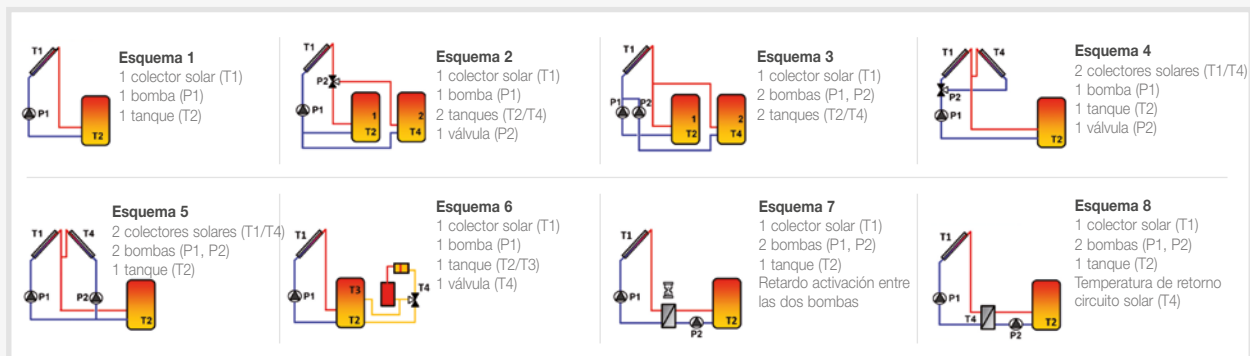 Esquema 1
1 colector solar (T1)
1 bomba (P1)
1 tanque (T2)
T1
P1
T2
Esquema 2
1 colector solar (T1)
1 bomba (P1)
2 tanques (T2/T4)
1 válvula (P2)
T1
P2
P1
1
T2
2
T4
Esquema 3
1 colector solar (T1)
2 bombas (P1, P2)
2 tanques (T2/T4)
T1
P1
P2
1
T2
2
T4
Esquema 4
2 colectores solares (T1/T4)
1 bomba (P1)
1 tanque (T2)
1 válvula (P2)
T1
T4
P2
P1
T2
Esquema 5
2 colectores solares (T1/T4)
2 bombas (P1, P2)
1 tanque (T2)
T1
T4
P1
P2
T2
Esquema 6
1 colector solar (T1)
1 bomba (P1)
1 tanque (T2/T3)
1 válvula (T4)
T1
P1
T3
T2
T4
Esquema 7
1 colector solar (T1)
2 bombas (P1, P2)
1 tanque (T2)
Retardo activación entre
las dos bombas
T1
P1
P2
T2
Esquema 8
1 colector solar (T1)
2 bombas (P1, P2)
1 tanque (T2)
Temperatura de retorno
circuito solar (T4)
T1
P1
T4
P2
T2